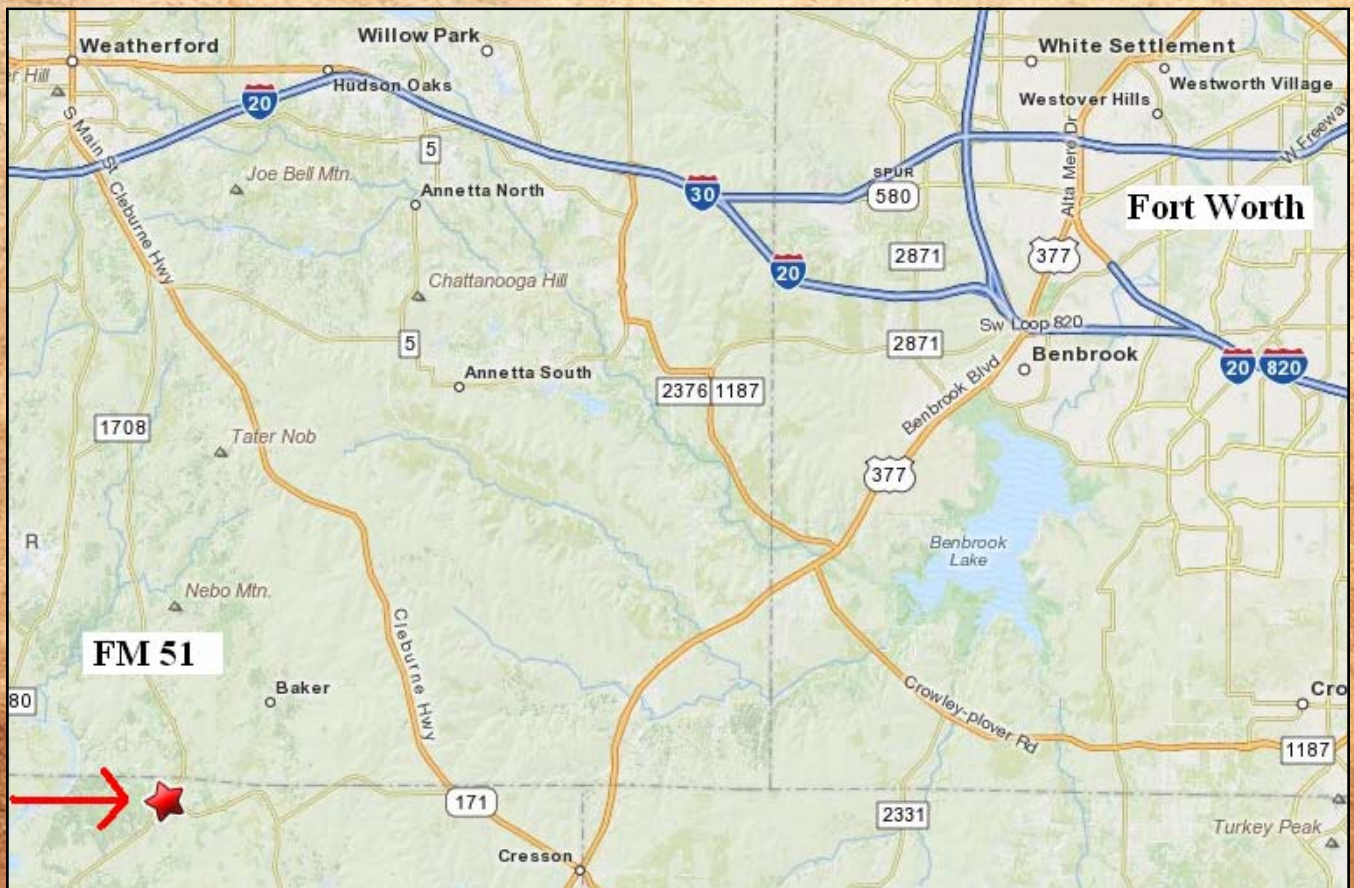 Weatherford
Willow Park
White Settlement
Westworth Village
er Hill
Hudson Oaks
20
Westover Hills
S Main St
Cleburne Hwy
5
Joe Bell Mtn.
Annetta North
30
SPUR
580
Alta Mere Dr
W Freeway
Fort Worth
2871
377
20
Chattanooga Hill
5
Sw Loop 820
2871
Benbrook
20
820
Annetta South
2376
1187
Benbrook Blvd
1708
Tater Nob
377
R
Benbrook
Lake
Nebo Mtn.
Cleburne Hwy
FM 51
Baker
80
Crowley-plover Rd
Cro
1187
171
2331
Turkey Peak
Cresson